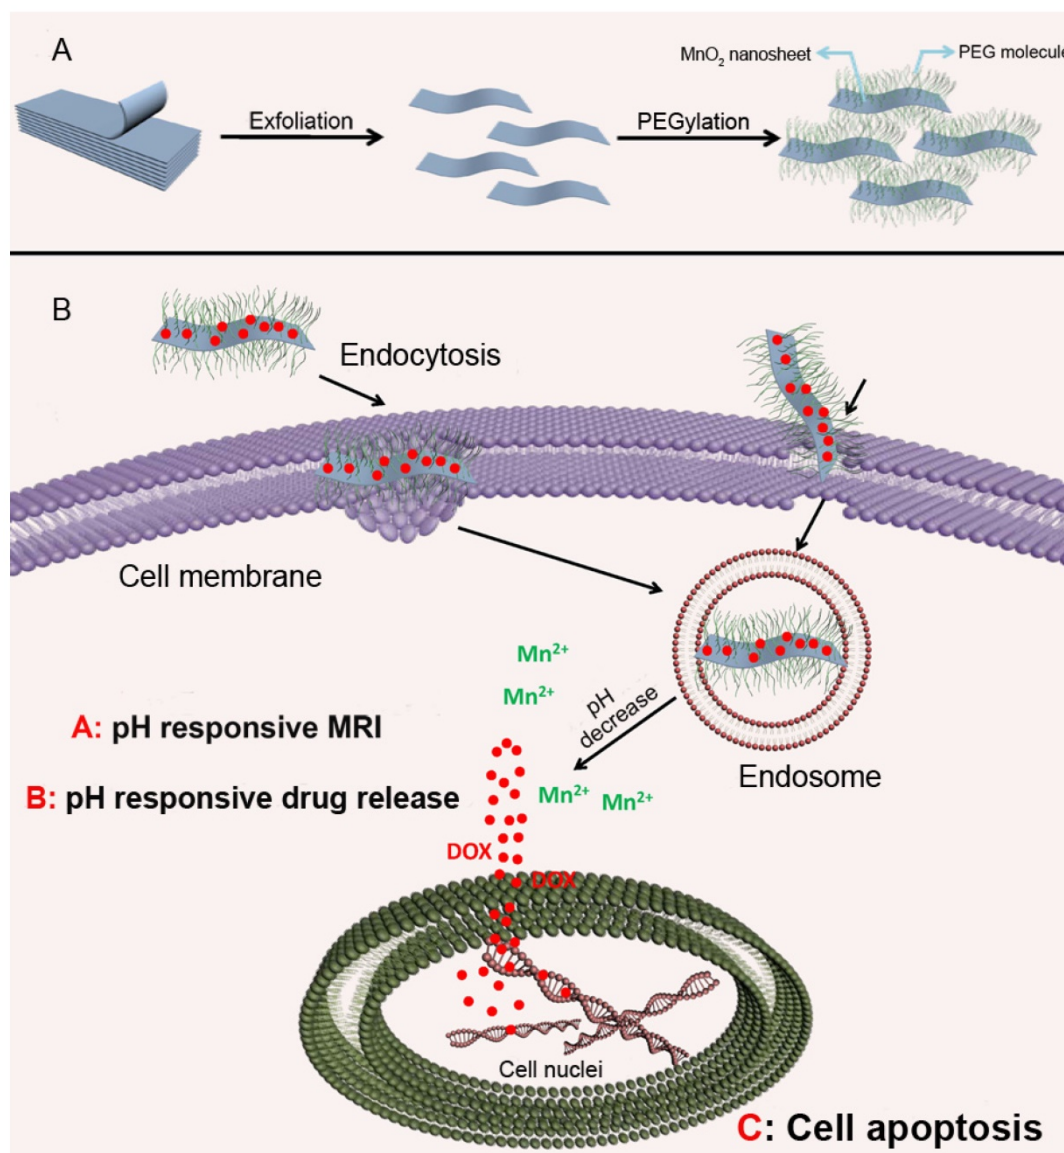 A
MnO₂ nanosheet
PEG molecule
Exfoliation
PEGylation
B
Endocytosis
Cell membrane
Mn²⁺
Mn²⁺
pH
decrease
A: pH responsive MRI
Endosome
B: pH responsive drug release
Mn²⁺
Mn²⁺
DOX
DOX
Cell nuclei
C: Cell apoptosis